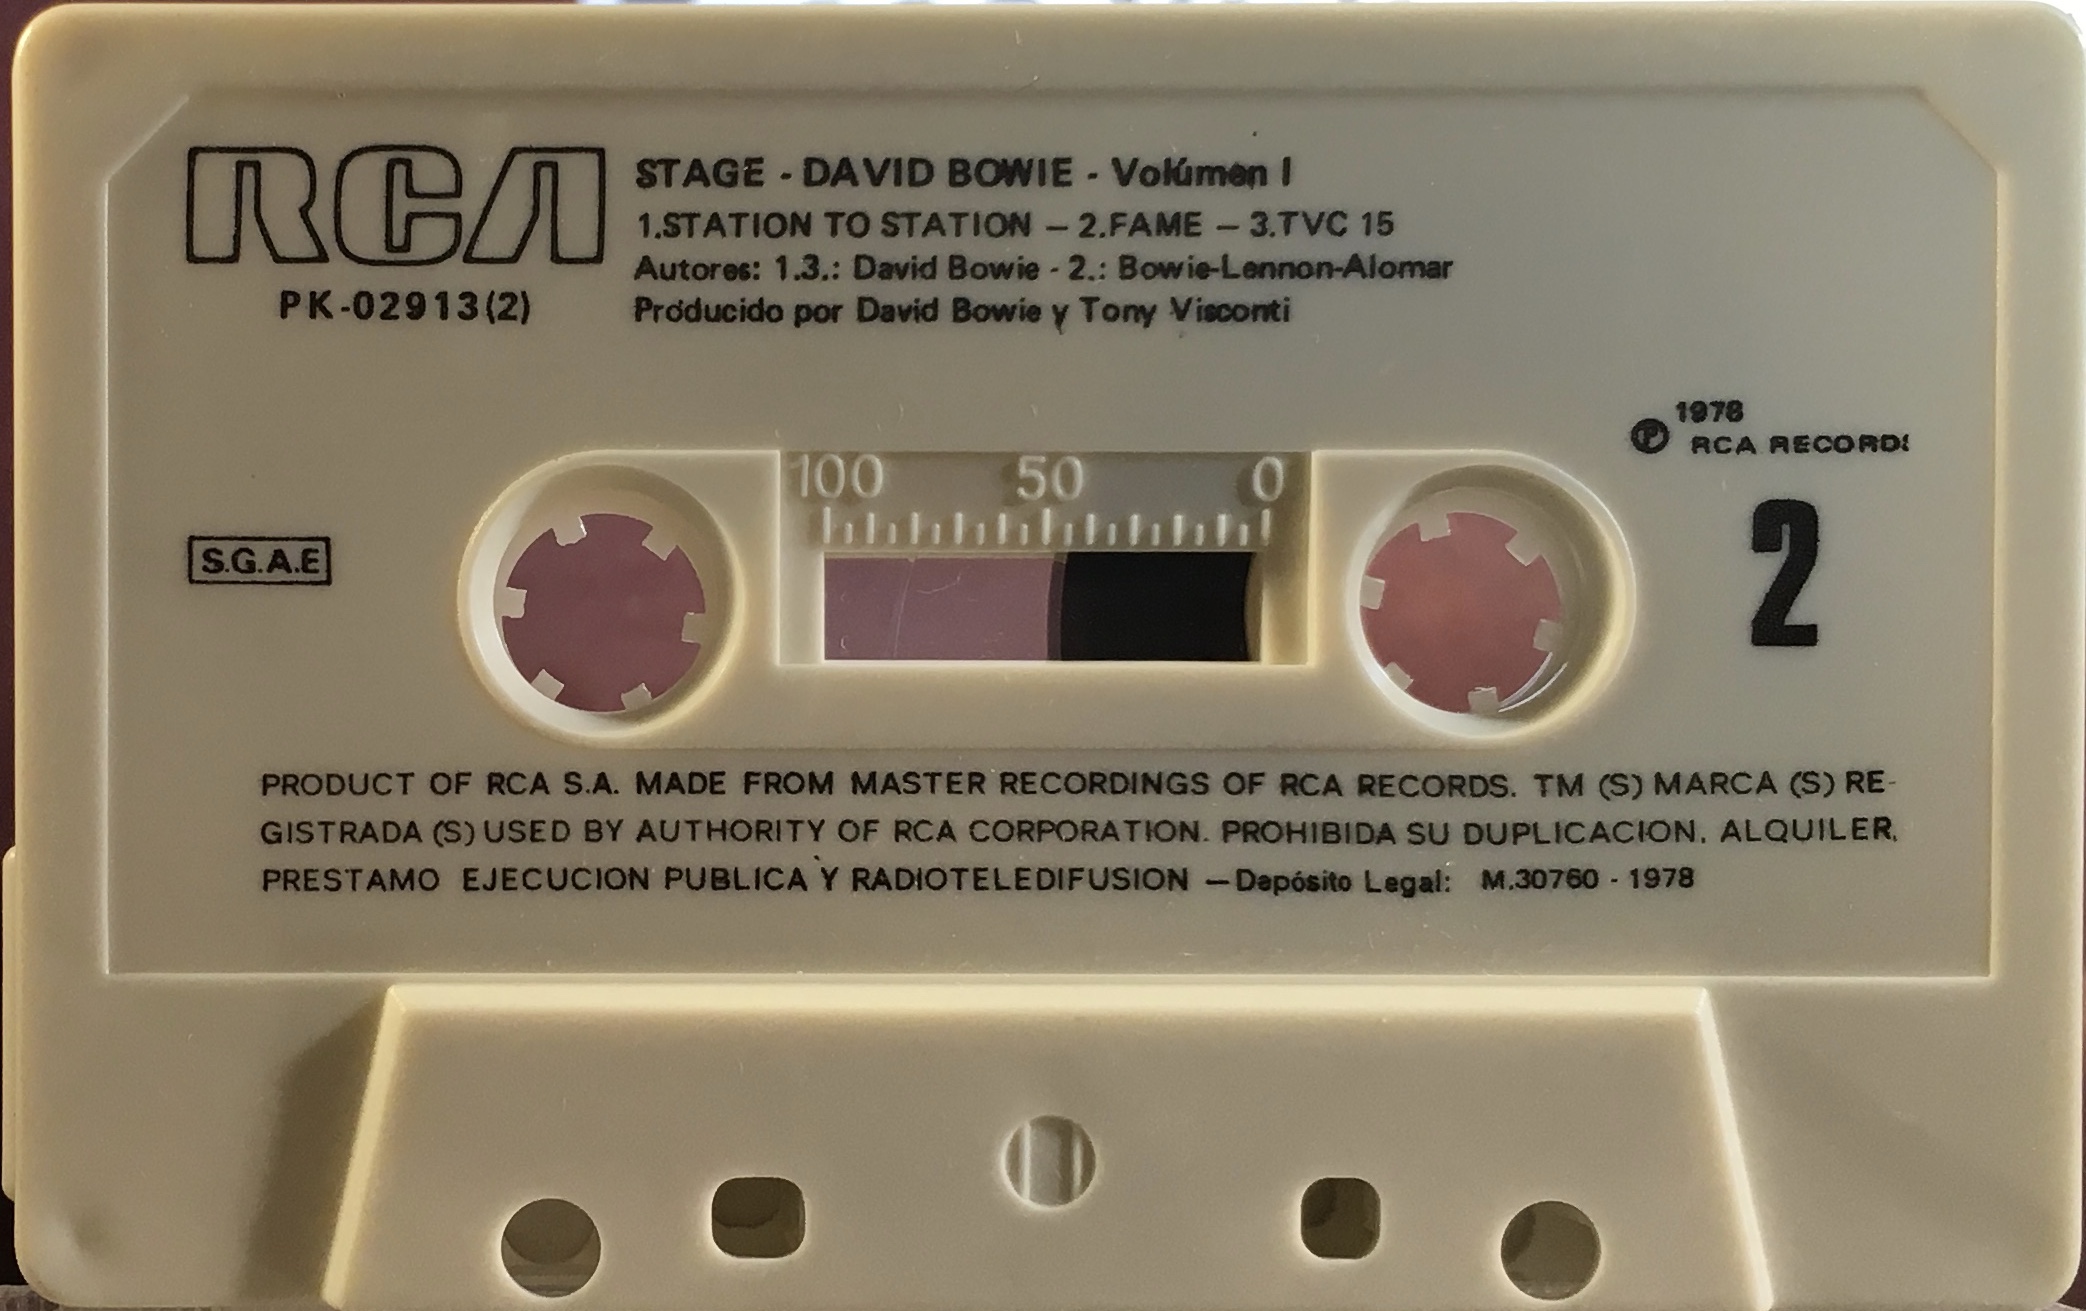 RCA
PK-02913(2)
STAGE - DAVID BOWIE - Volúmen I
1.STATION TO STATION – 2.FAME – 3.TVC 15
Autores: 1.3.: David Bowie - 2.: Bowie-Lennon-Alomar
Producido por David Bowie y Tony Visconti
℗ 1978
RCA RECORDS
100 50 0
S.G.A.E
2
PRODUCT OF RCA S.A. MADE FROM MASTER RECORDINGS OF RCA RECORDS. TM (S) MARCA (S) RE-
GISTRADA (S) USED BY AUTHORITY OF RCA CORPORATION. PROHIBIDA SU DUPLICACION, ALQUILER,
PRESTAMO EJECUCION PUBLICA Y RADIOTELEDIFUSION – Depósito Legal: M.30760 - 1978